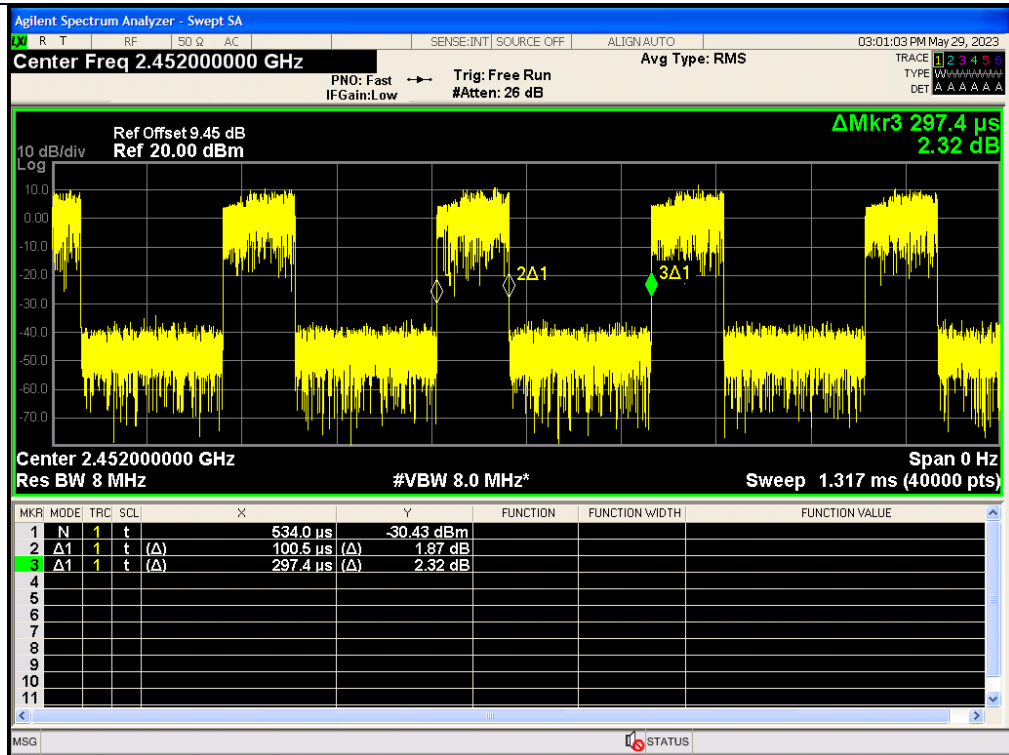 Agilent Spectrum Analyzer - Swept SA
LXI R T RF 50 Ω AC SENSE:INT SOURCE OFF ALIGN AUTO 03:01:03 PM May 29, 2023
Center Freq 2.452000000 GHz Avg Type: RMS TRACE 1 2 3 4 5 6
PNO: Fast Trig: Free Run TYPE W
IFGain:Low #Atten: 26 dB DET A A A A A A
ΔMkr3 297.4 µs
2.32 dB
Ref Offset 9.45 dB
10 dB/div Ref 20.00 dBm
Log
10.0
0.00
-10.0
-20.0
2Δ1 3Δ1
-30.0
-40.0
-50.0
-60.0
-70.0
Center 2.452000000 GHz Span 0 Hz
Res BW 8 MHz #VBW 8.0 MHz* Sweep 1.317 ms (40000 pts)
MKR MODE TRC SCL X Y FUNCTION FUNCTION WIDTH FUNCTION VALUE
1 N 1 t 534.0 µs -30.43 dBm
2 Δ1 1 t (Δ) 100.5 µs (Δ) 1.87 dB
3 Δ1 1 t (Δ) 297.4 µs (Δ) 2.32 dB
4
5
6
7
8
9
10
11
MSG STATUS